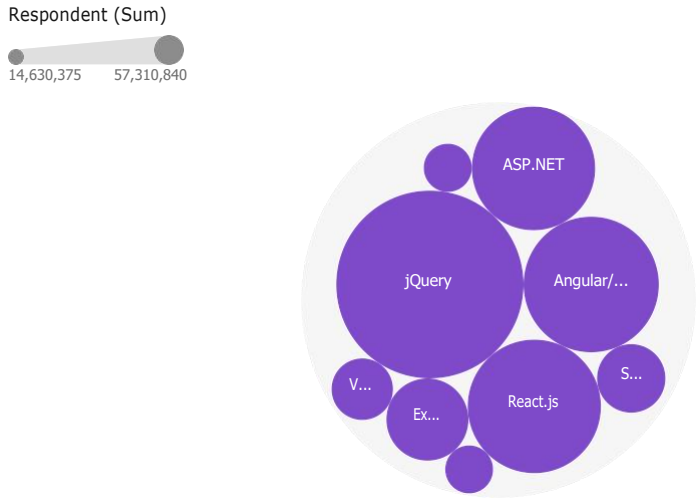 Respondent (Sum)
14,630,375 57,310,840
ASP.NET
jQuery
Angular/...
V...
Ex...
React.js
S...